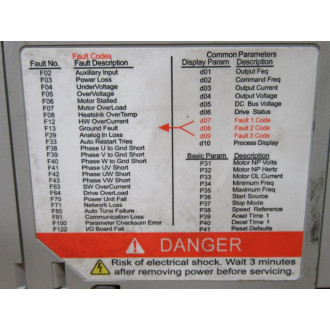 Fault Codes
Fault No. Fault Description
F02 Auxiliary Input
F03 Power Loss
F04 UnderVoltage
F05 OverVoltage
F06 Motor Stalled
F07 Motor Overload
F08 Heatsink OvrTemp
F12 HW OverCurrent
F13 Ground Fault
F29 Analog In Loss
F33 Auto Restart Tries
F38 Phase U to Gnd Short
F39 Phase V to Gnd Short
F40 Phase W to Gnd Short
F41 Phase UV Short
F42 Phase UW Short
F43 Phase VW Short
F63 SW OverCurrent
F64 Drive OverLoad
F70 Power Unit Fail
F71 Network Loss
F80 Auto Tune Failure
F81 Communication Loss
F100 Parameter Checksum Error
F122 I/O Board Fail
Common Parameters
Display Param Description
d01 Output Feq
d02 Command Freq
d03 Output Current
d04 Output Voltage
d05 DC Bus Voltage
d06 Drive Status
d07 Fault 1 Code
d08 Fault 2 Code
d09 Fault 3 Code
d10 Process Display
Basic Param Description
P31 Motor NP Volts
P32 Motor NP Hertz
P33 Motor OL Current
P34 Minimum Freq
P35 Maximum Freq
P36 Start Source
P37 Stop Mode
P38 Speed Reference
P39 Accel Time 1
P40 Decel Time 1
P41 Reset Defaults
DANGER
Risk of electrical shock. Wait 3 minutes
after removing power before servicing.